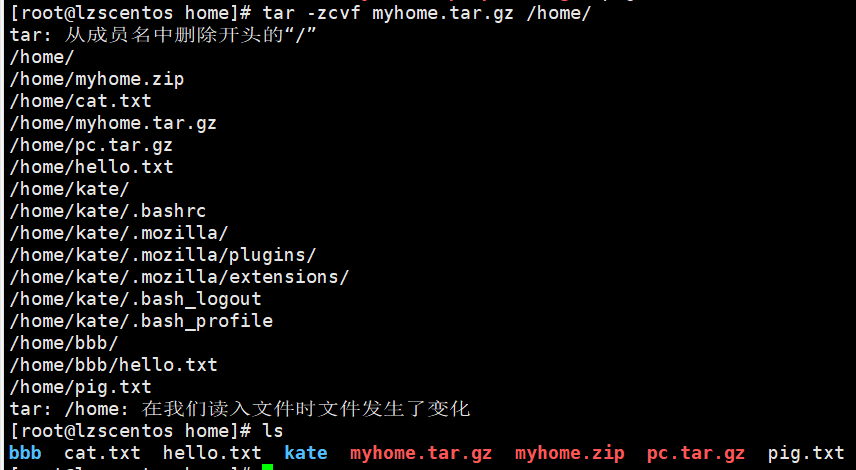 [root@lzscentos home]# tar -zcvf myhome.tar.gz /home/
tar: 从成员名中删除开头的“/”
/home/
/home/myhome.zip
/home/cat.txt
/home/myhome.tar.gz
/home/pc.tar.gz
/home/hello.txt
/home/kate/
/home/kate/.bashrc
/home/kate/.mozilla/
/home/kate/.mozilla/plugins/
/home/kate/.mozilla/extensions/
/home/kate/.bash_logout
/home/kate/.bash_profile
/home/bbb/
/home/bbb/hello.txt
/home/pig.txt
tar: /home: 在我们读入文件时文件发生了变化
[root@lzscentos home]# ls
bbb cat.txt hello.txt kate myhome.tar.gz myhome.zip pc.tar.gz pig.txt
[root@lzscentos home]#